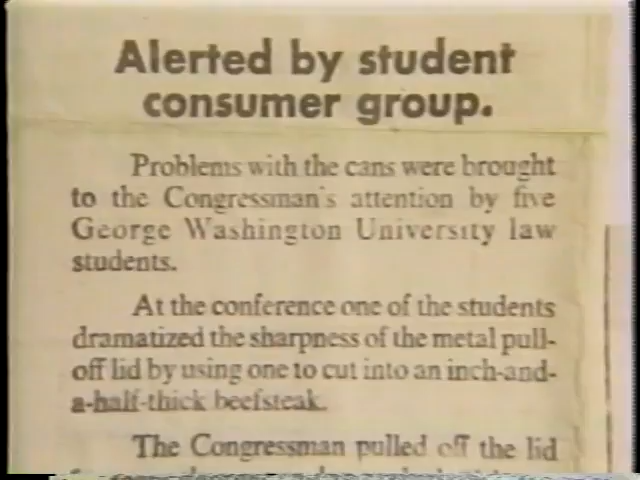 Alerted by student
consumer group.
Problems with the cans were brought
to the Congressman's attention by five
George Washington University law
students.
At the conference one of the students
dramatized the sharpness of the metal pull-
off lid by using one to cut into an inch-and-
a-half-thick beefsteak.
The Congressman pulled off the lid